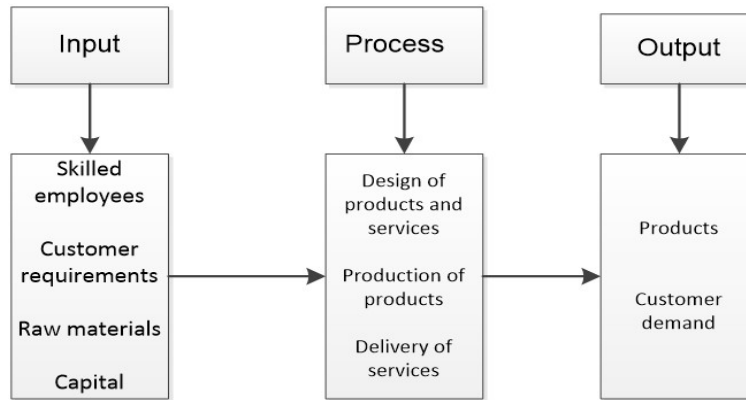 Input
Process
Output
Skilled
employees
Customer
requirements
Raw materials
Capital
Design of
products and
services
Production of
products
Delivery of
services
Products
Customer
demand